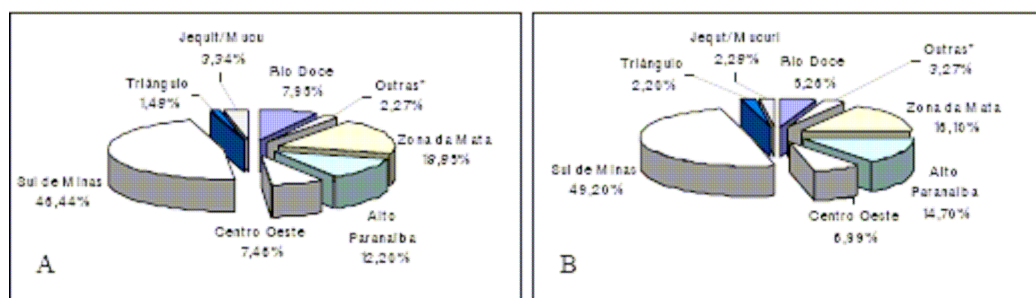 Jequit/Mucu
3,34%
Rio Doce
7,95%
Triângulo
1,49%
Outras*
2,27%
Zona da Mata
18,95%
Sul de Minas
46,44%
Alto
Paranaíba
12,20%
Centro Oeste
7,46%
A
Jequit/Mucuri
2,29%
Rio Doce
5,26%
Triângulo
2,20%
Outras*
3,27%
Zona da Mata
16,10%
Sul de Minas
49,20%
Alto
Paranaíba
14,70%
Centro Oeste
6,99%
B